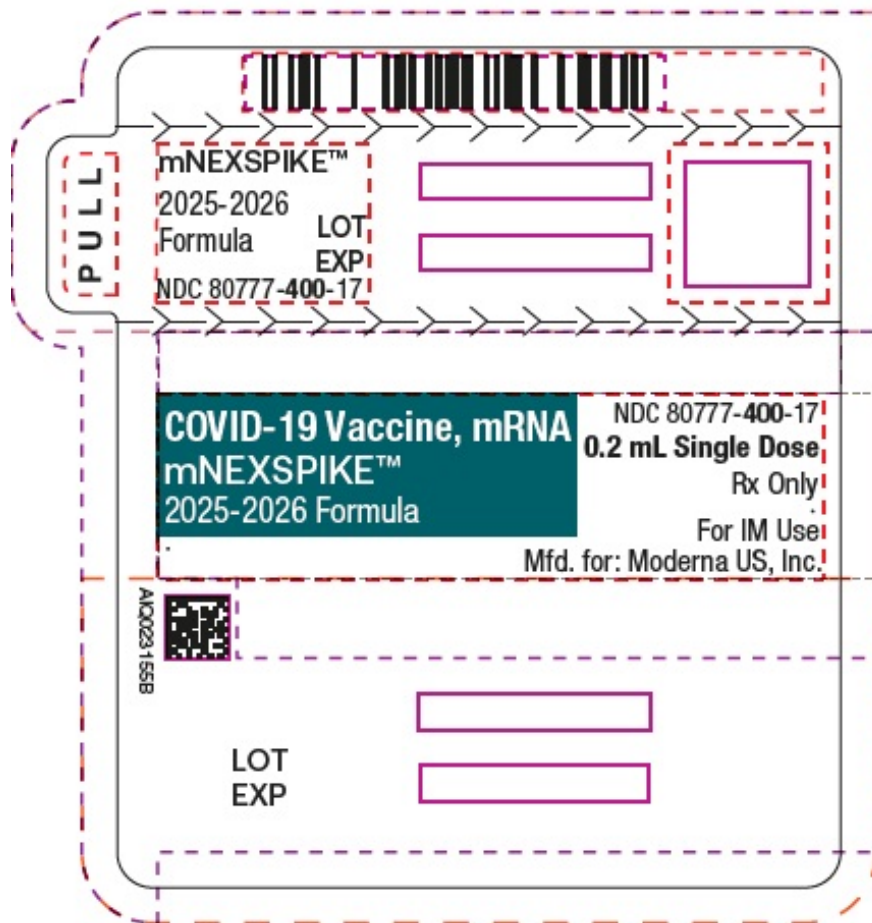 PULL
mNEXSPIKE™
2025-2026
Formula
LOT
EXP
NDC 80777-400-17
COVID-19 Vaccine, mRNA
mNEXSPIKE™
2025-2026 Formula
NDC 80777-400-17
0.2 mL Single Dose
Rx Only
For IM Use
Mfd. for: Moderna US, Inc.
AIQ023155B
LOT
EXP